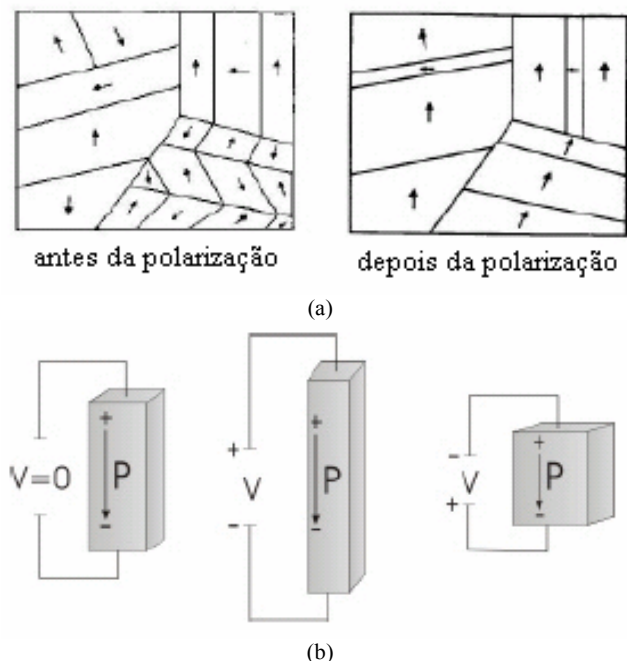 antes da polarização
depois da polarização
(a)
+
V=0
P
-
+
V
-
+
P
-
-
V
+
+
P
-
(b)